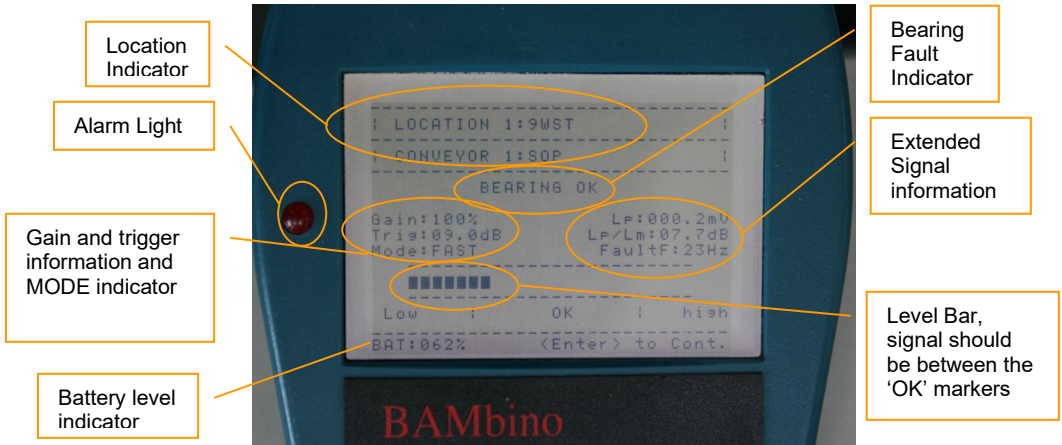 Location
Indicator
Alarm Light
Gain and trigger
information and
MODE indicator
Battery level
indicator
LOCATION 1:9WST
CONVEYOR 1:SOP
BEARING OK
Gain:100% Lp:000.2mV
Trig:09.0dB Lp/Lm:07.7dB
Mode:FAST FaultF:23Hz
Low | OK | high
BAT:062% <Enter> to Cont.
BAMbino
Bearing
Fault
Indicator
Extended
Signal
information
Level Bar,
signal should
be between the
‘OK’ markers